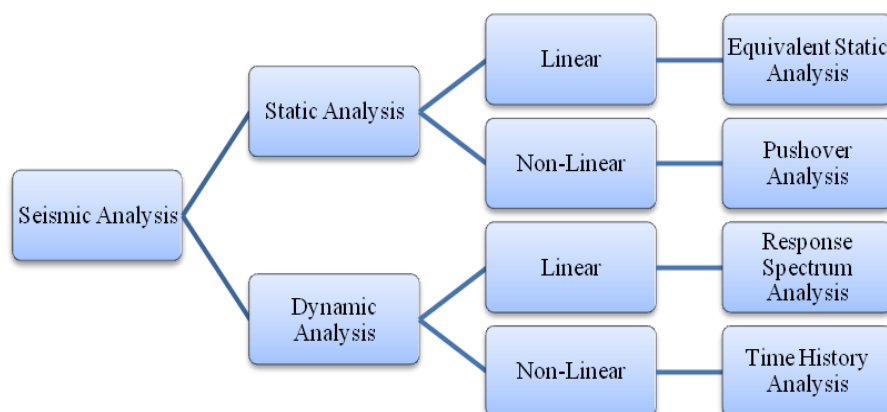 Seismic Analysis
Static Analysis
Linear
Equivalent Static
Analysis
Non-Linear
Pushover
Analysis
Dynamic
Analysis
Linear
Response
Spectrum
Analysis
Non-Linear
Time History
Analysis